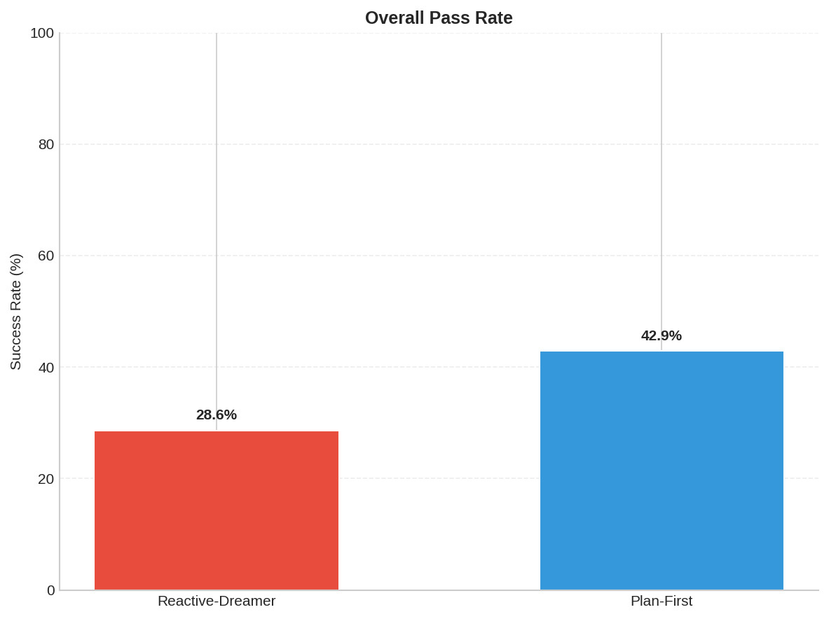 Overall Pass Rate
Success Rate (%)
100
80
60
40
20
0
28.6%
42.9%
Reactive-Dreamer
Plan-First